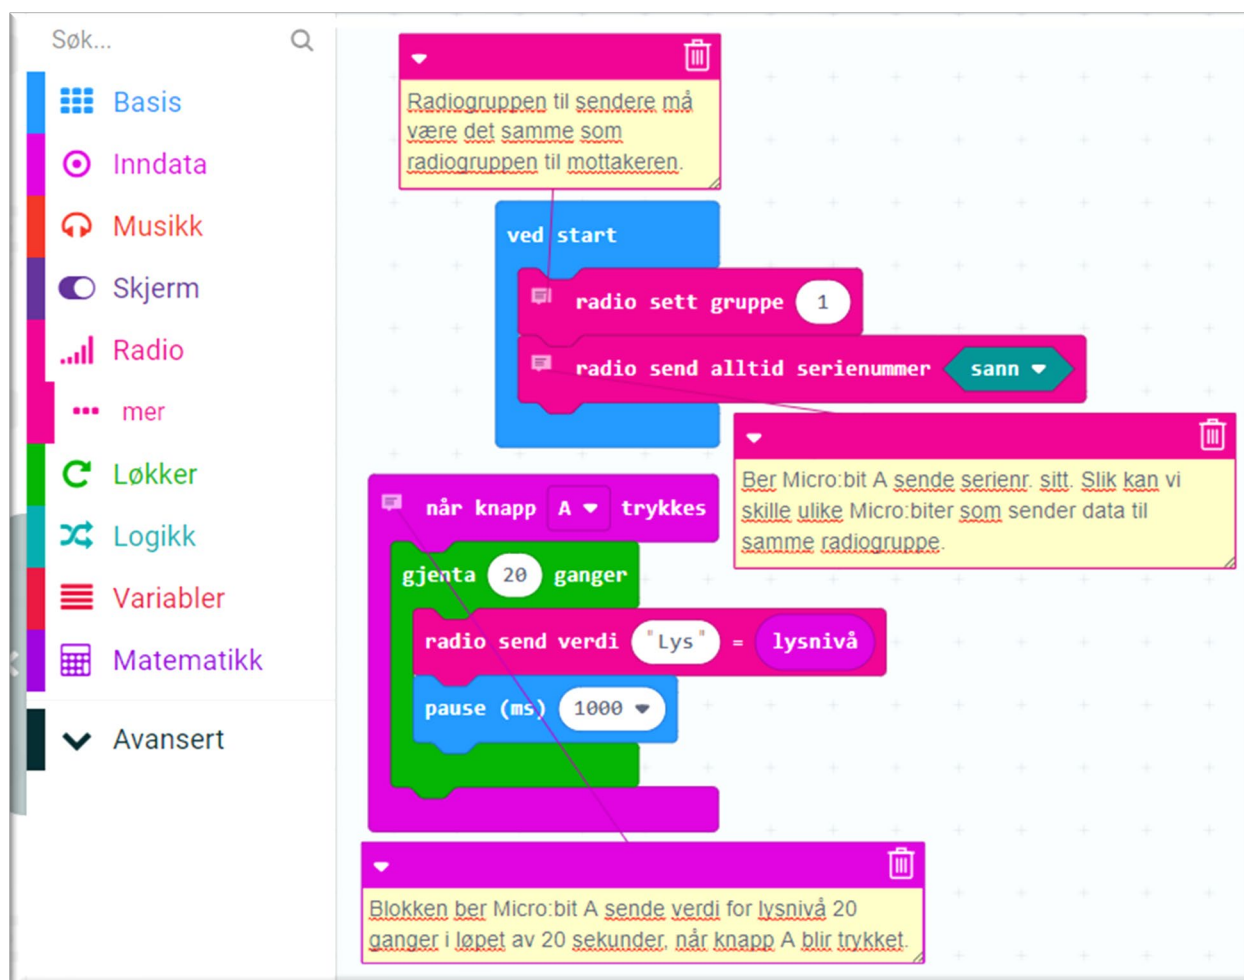 Søk...
Basis
Inndata
Musikk
Skjerm
Radio
mer
Løkker
Logikk
Variabler
Matematikk
Avansert
Radiogruppen til sendere må
være det samme som
radiogruppen til mottakeren.
ved start
radio sett gruppe 1
radio send alltid serienummer sann
Ber Micro:bit A sende serienr. sitt. Slik kan vi
skille ulike Micro:biter som sender data til
samme radiogruppe.
når knapp A trykkes
gjenta 20 ganger
radio send verdi "Lys" = lysnivå
pause (ms) 1000
Blokken ber Micro:bit A sende verdi for lysnivå 20
ganger i løpet av 20 sekunder, når knapp A blir trykket.